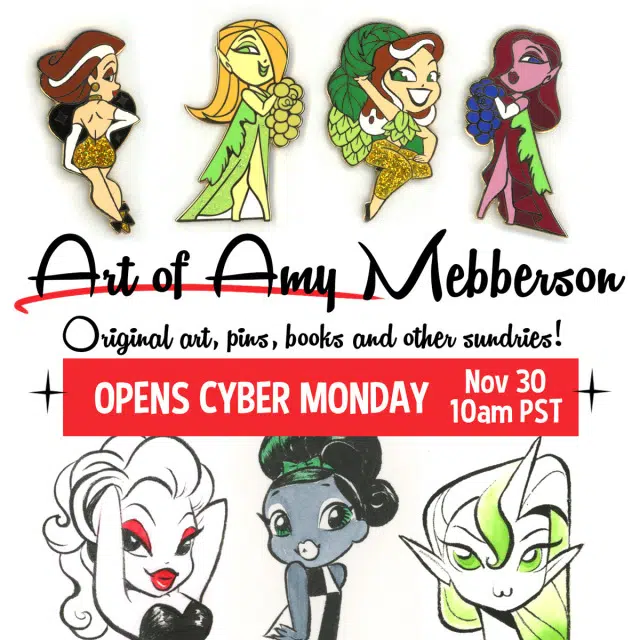 Art of Amy Mebberson
Original art, pins, books and other sundries!
OPENS CYBER MONDAY
Nov 30
10am PST